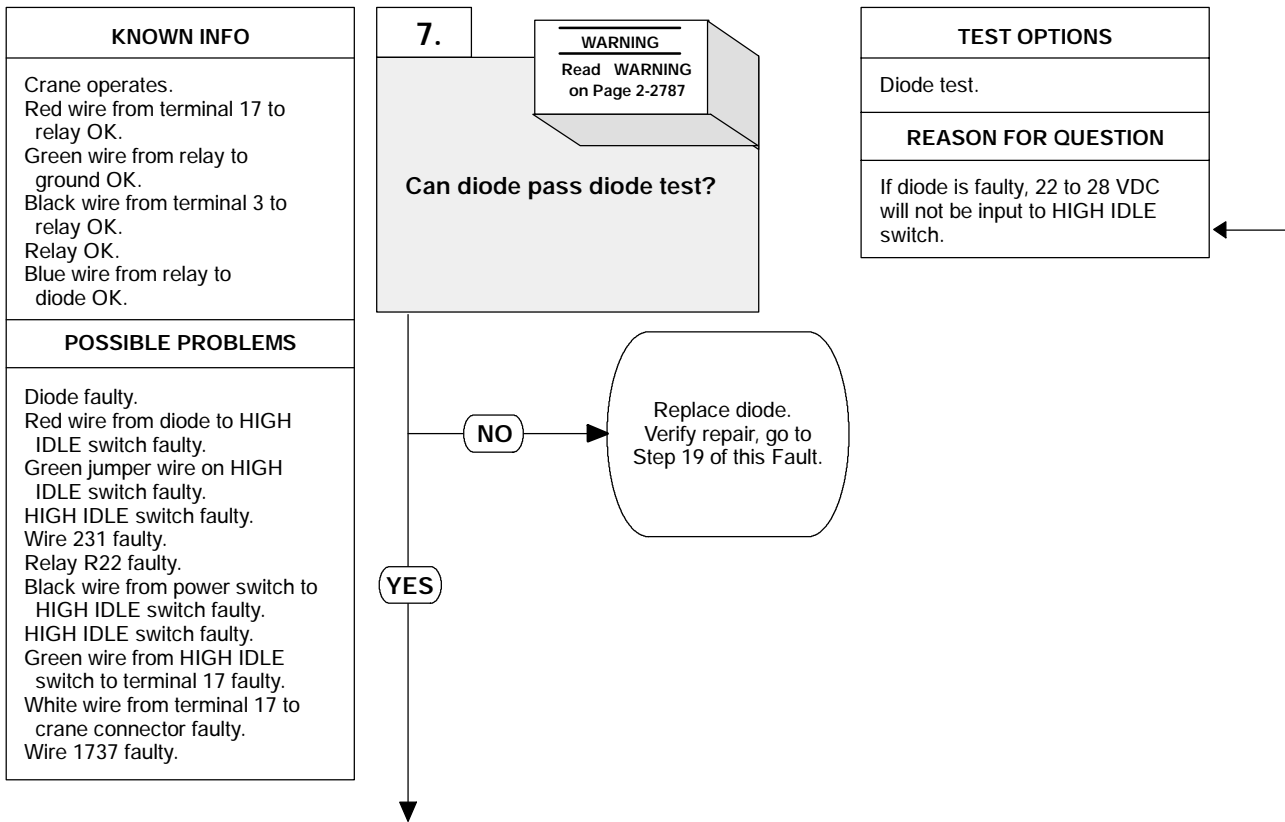 KNOWN INFO
Crane operates.
Red wire from terminal 17 to
relay OK.
Green wire from relay to
ground OK.
Black wire from terminal 3 to
relay OK.
Relay OK.
Blue wire from relay to
diode OK.
POSSIBLE PROBLEMS
Diode faulty.
Red wire from diode to HIGH
IDLE switch faulty.
Green jumper wire on HIGH
IDLE switch faulty.
HIGH IDLE switch faulty.
Wire 231 faulty.
Relay R22 faulty.
Black wire from power switch to
HIGH IDLE switch faulty.
HIGH IDLE switch faulty.
Green wire from HIGH IDLE
switch to terminal 17 faulty.
White wire from terminal 17 to
crane connector faulty.
Wire 1737 faulty.
7.
WARNING
Read WARNING
on Page 2-2787
Can diode pass diode test?
NO
Replace diode.
Verify repair, go to
Step 19 of this Fault.
YES
TEST OPTIONS
Diode test.
REASON FOR QUESTION
If diode is faulty, 22 to 28 VDC
will not be input to HIGH IDLE
switch.